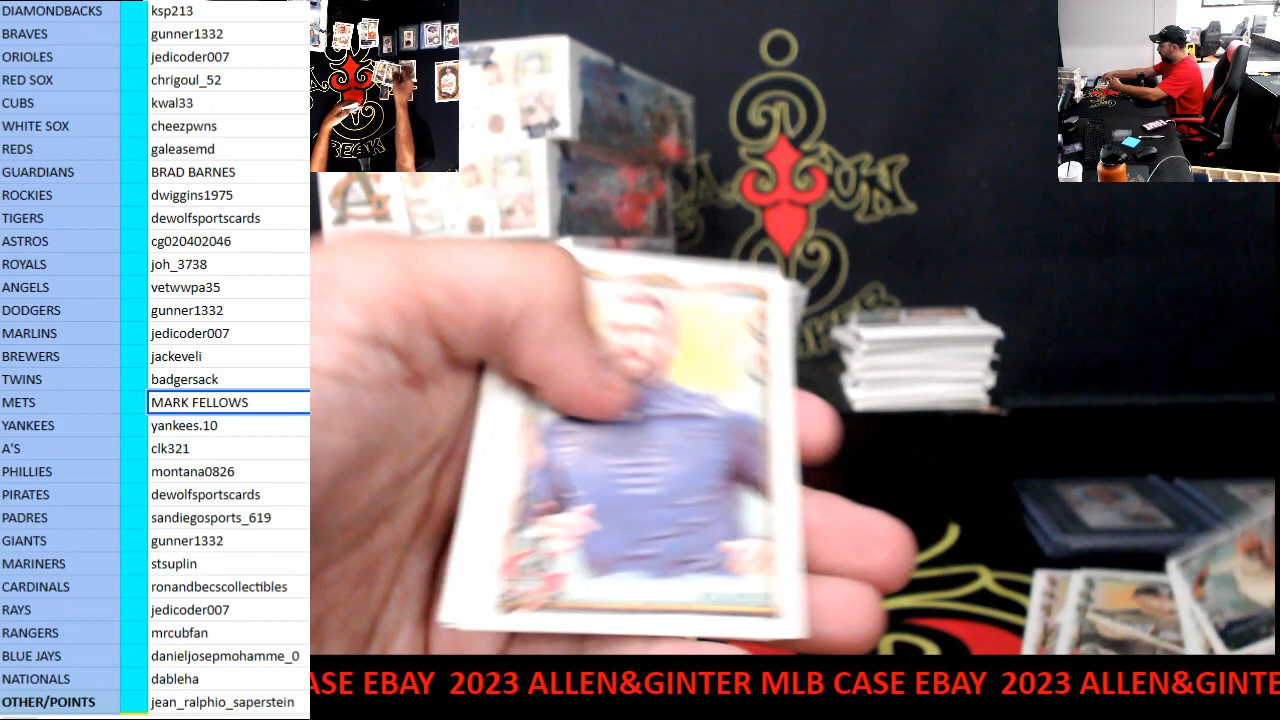 DIAMONDBACKS ksp213
BRAVES gunner1332
ORIOLES jedicoder007
RED SOX chrigoul_52
CUBS kwal33
WHITE SOX cheezpwns
REDS galeasemd
GUARDIANS BRAD BARNES
ROCKIES dwiggins1975
TIGERS dewolfsportscards
ASTROS cg020402046
ROYALS joh_3738
ANGELS vetwwpa35
DODGERS gunner1332
MARLINS jedicoder007
BREWERS jackeveli
TWINS badgersack
METS MARK FELLOWS
YANKEES yankees.10
A'S clk321
PHILLIES montana0826
PIRATES dewolfsportscards
PADRES sandiegosports_619
GIANTS gunner1332
MARINERS stsuplin
CARDINALS ronandbecscollectibles
RAYS jedicoder007
RANGERS mrcubfan
BLUE JAYS danieljosepmohamme_0
NATIONALS dableha
OTHER/POINTS jean_ralphio_saperstein
ASE EBAY 2023 ALLEN&GINTER MLB CASE EBAY 2023 ALLEN&GINTE